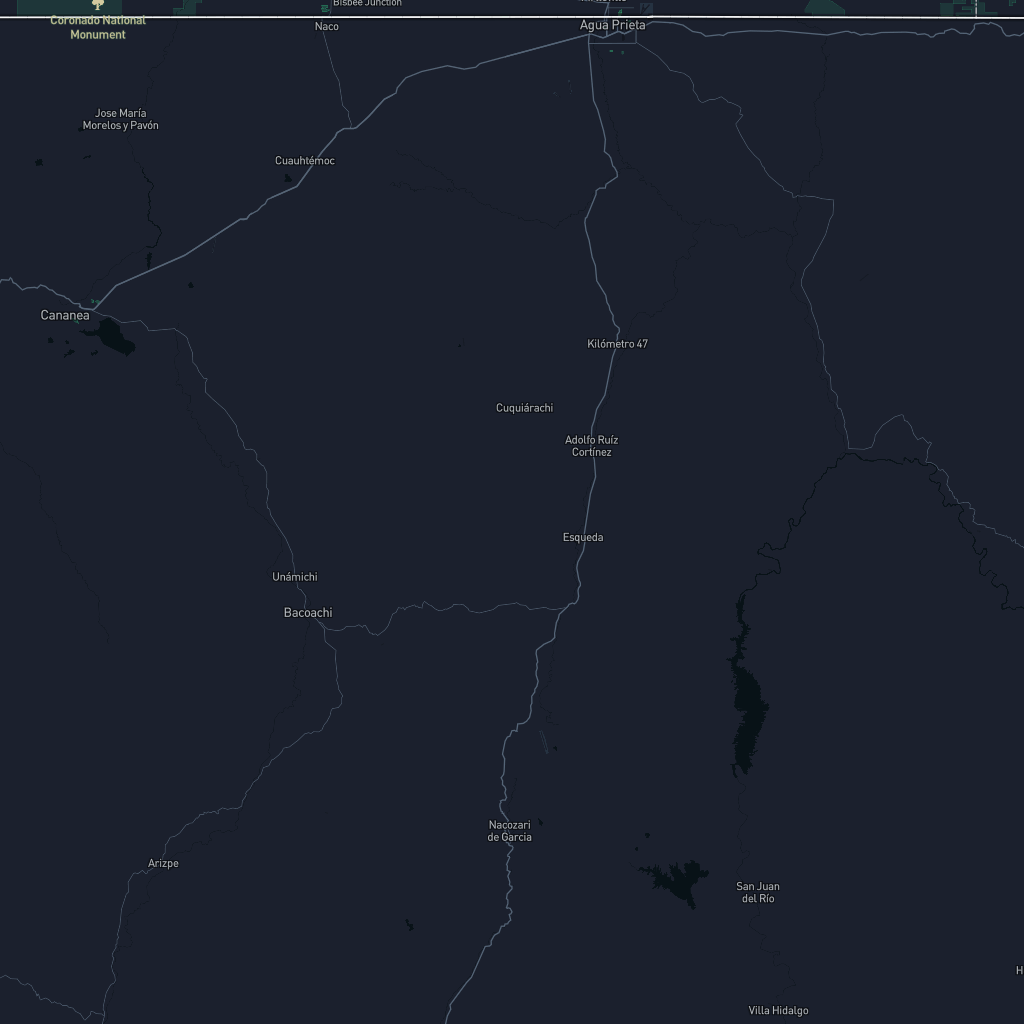 Bisbee Junction
Coronado National
Monument
Naco
Agua Prieta
Jose María
Morelos y Pavón
Cuauhtémoc
Cananea
Kilómetro 47
Cuquiárachi
Adolfo Ruíz
Cortínez
Esqueda
Unámichi
Bacoachi
Nacozari
de Garcia
Arizpe
San Juan
del Río
H
Villa Hidalgo